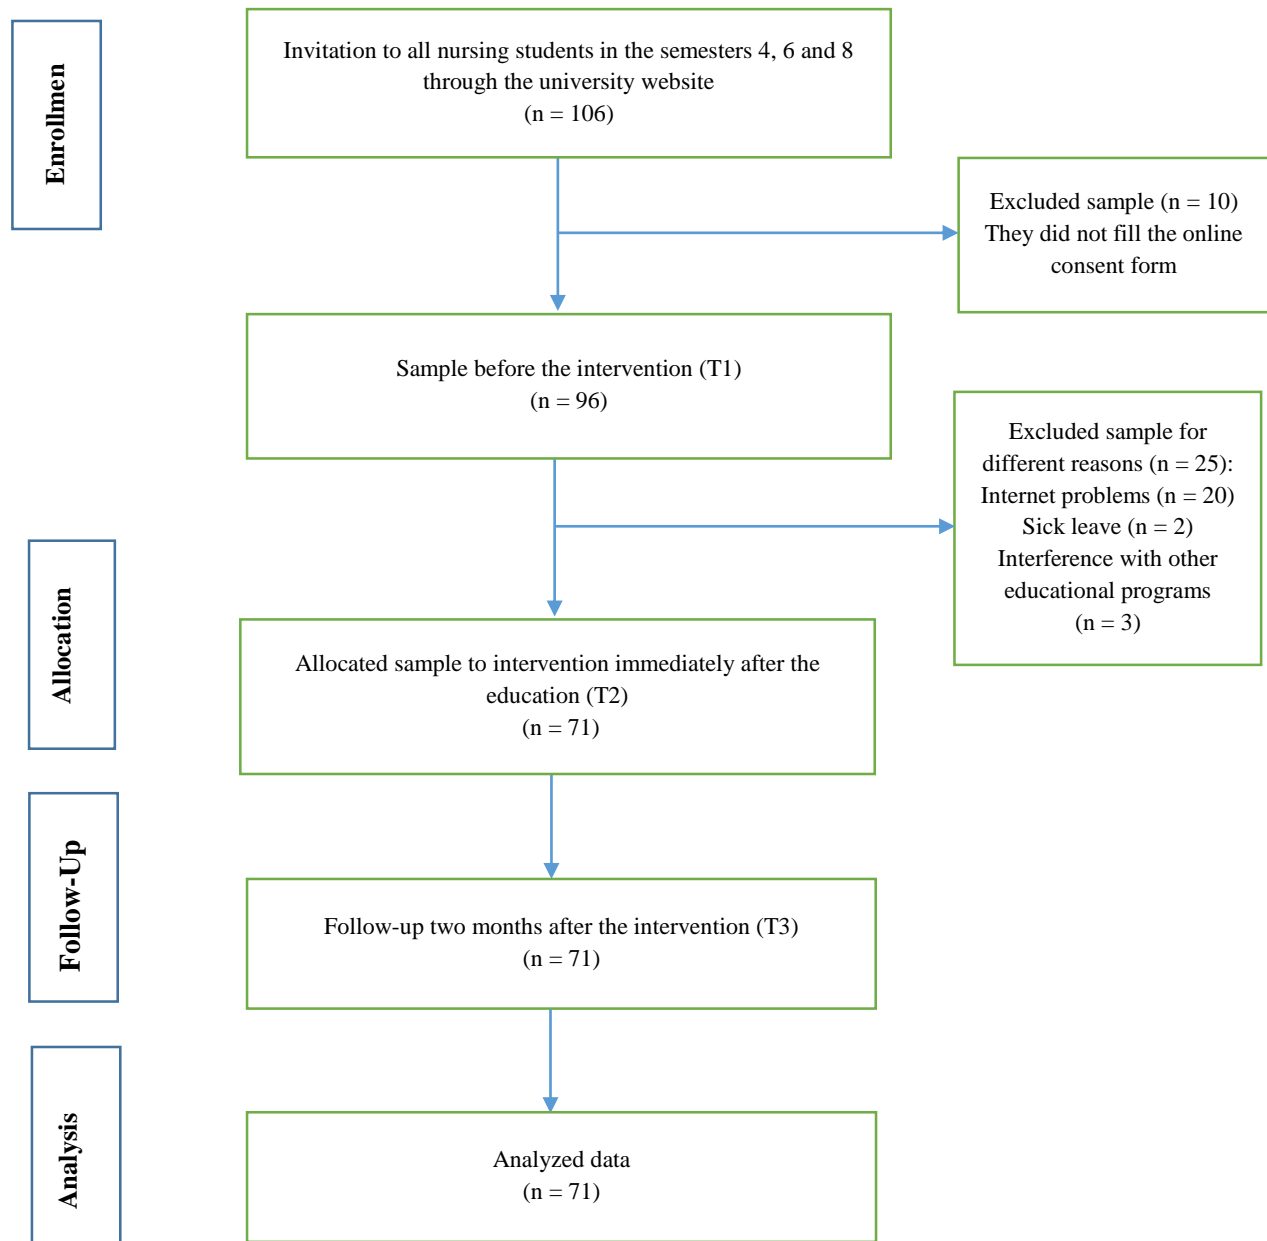 Enrollmen
Invitation to all nursing students in the semesters 4, 6 and 8
through the university website
(n = 106)
Excluded sample (n = 10)
They did not fill the online
consent form
Sample before the intervention (T1)
(n = 96)
Excluded sample for
different reasons (n = 25):
Internet problems (n = 20)
Sick leave (n = 2)
Interference with other
educational programs
(n = 3)
Allocation
Allocated sample to intervention immediately after the
education (T2)
(n = 71)
Follow-Up
Follow-up two months after the intervention (T3)
(n = 71)
Analysis
Analyzed data
(n = 71)